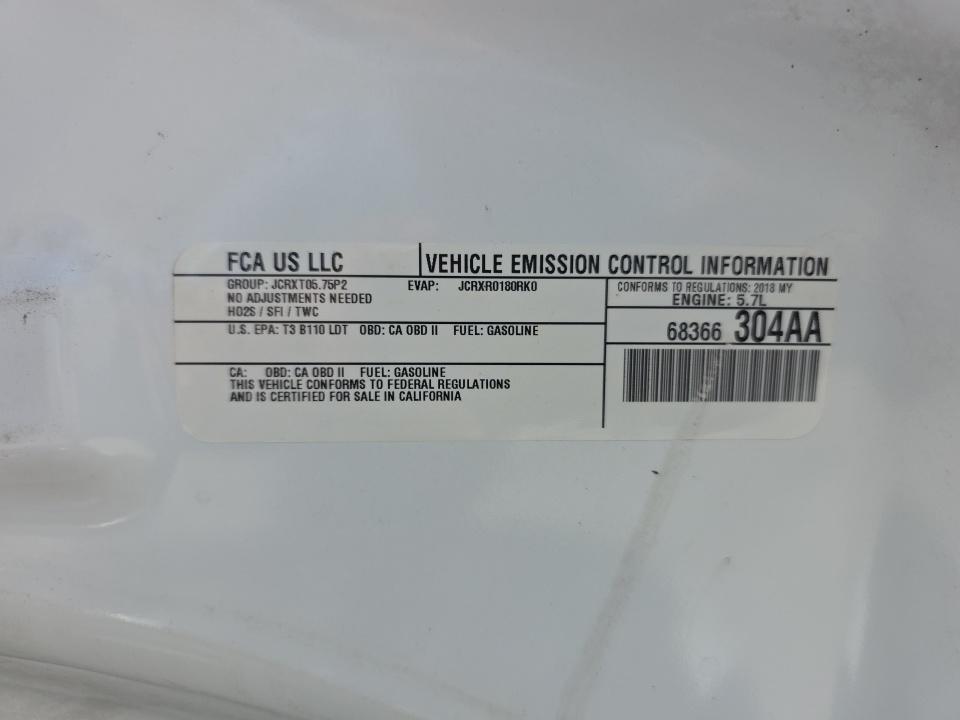 FCA US LLC
VEHICLE EMISSION CONTROL INFORMATION
GROUP: JCRXT05.75P2 EVAP: JCRXR0180RK0
NO ADJUSTMENTS NEEDED
HO2S / SFI / TWC
CONFORMS TO REGULATIONS: 2018 MY
ENGINE: 5.7L
U.S. EPA: T3 B110 LDT OBD: CA OBD II FUEL: GASOLINE
68366 304AA
CA: OBD: CA OBD II FUEL: GASOLINE
THIS VEHICLE CONFORMS TO FEDERAL REGULATIONS
AND IS CERTIFIED FOR SALE IN CALIFORNIA